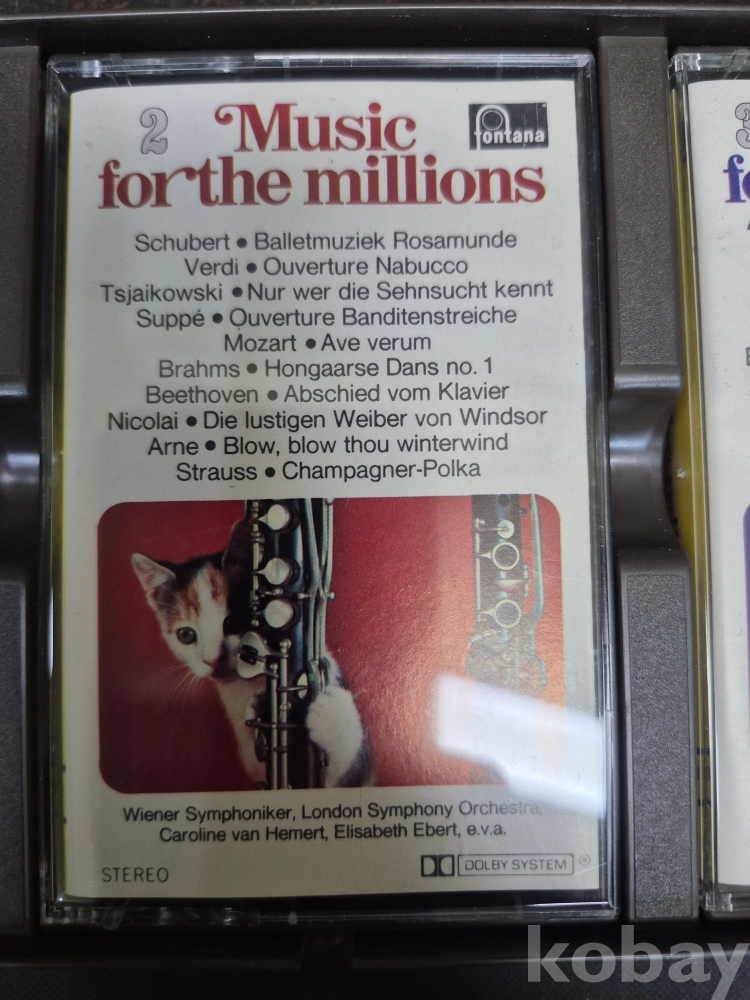 2 Music fontana
for the millions
Schubert • Balletmuziek Rosamunde
Verdi • Ouverture Nabucco
Tsjaikowski • Nur wer die Sehnsucht kennt
Suppé • Ouverture Banditenstreiche
Mozart • Ave verum
Brahms • Hongaarse Dans no. 1
Beethoven • Abschied vom Klavier
Nicolai • Die lustigen Weiber von Windsor
Arne • Blow, blow thou winterwind
Strauss • Champagner-Polka
Wiener Symphoniker, London Symphony Orchestra,
Caroline van Hemert, Elisabeth Ebert, e.v.a.
STEREO DOLBY SYSTEM ®
3
kobay